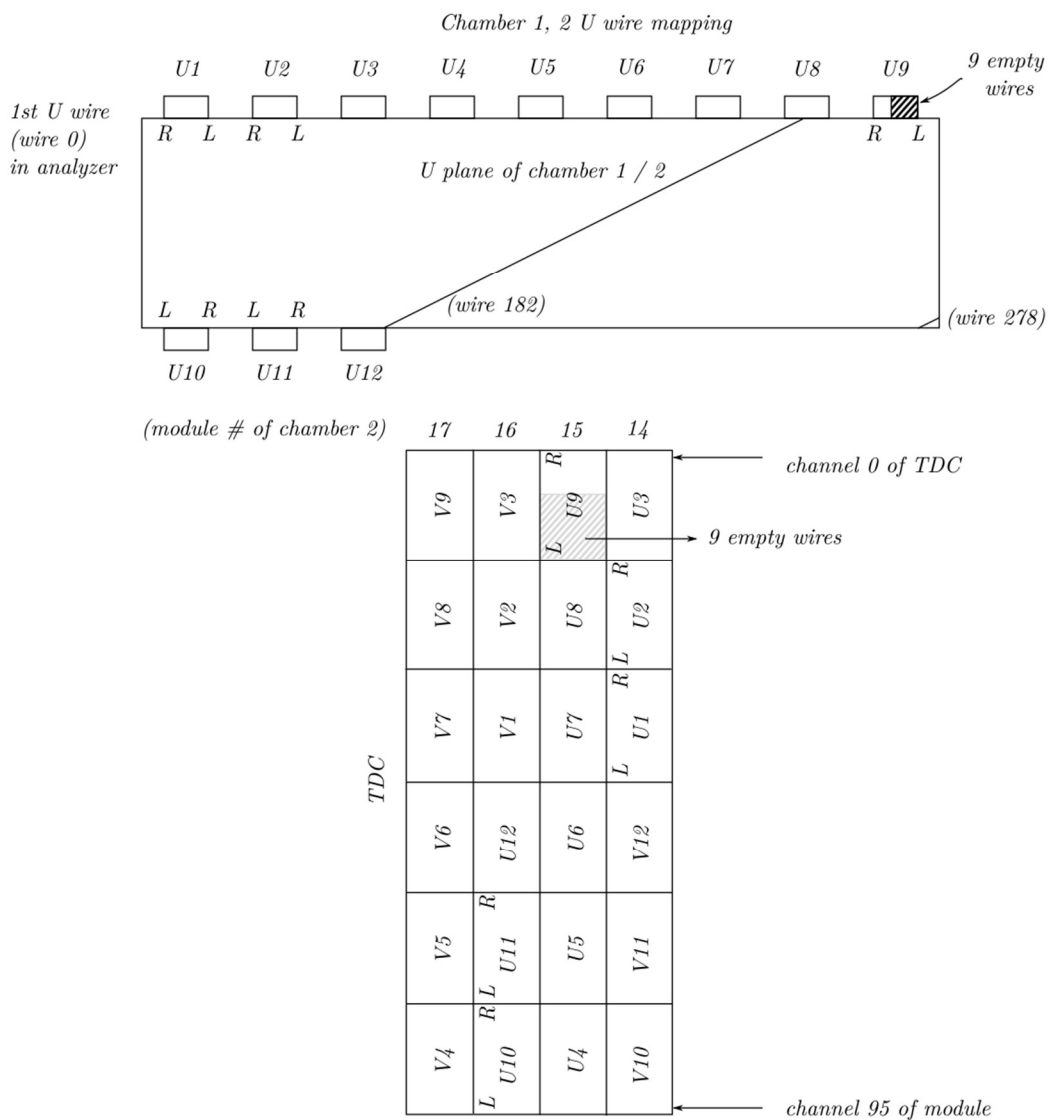 Chamber 1, 2 U wire mapping
U1 U2 U3 U4 U5 U6 U7 U8 U9
9 empty
wires
1st U wire
(wire 0)
in analyzer
R L R L R L
U plane of chamber 1 / 2
(wire 182)
(wire 278)
L R L R
U10 U11 U12
(module # of chamber 2) 17 16 15 14
channel 0 of TDC
V9 V3 R U9 L U3
9 empty wires
V8 V2 U8 R U2 L
V7 V1 U7 R U1 L
TDC
V6 U12 U6 V12
V5 R U11 L U5 V11
V4 R U10 L U4 V10
channel 95 of module